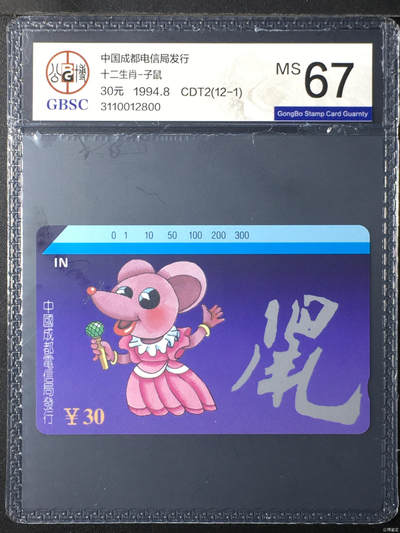 公博
GBSC
中国成都电信局发行
十二生肖-子鼠
30元 1994.8 CDT2(12-1)
3110012800
MS 67
GongBo Stamp Card Guarnty
0 1 10 50 100 200 300
IN
中國成都電信局發行
¥30
鼠